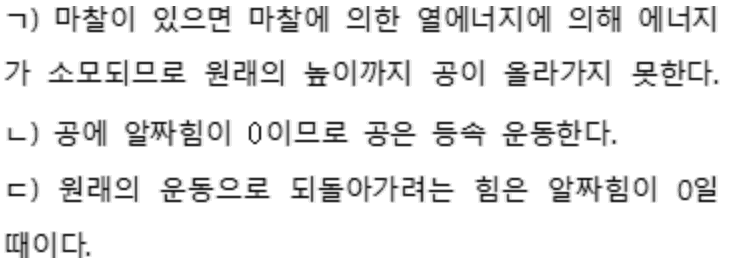 ㄱ) 마찰이 있으면 마찰에 의한 열에너지에 의해 에너지
가 소모되므로 원래의 높이까지 공이 올라가지 못한다.
ㄴ) 공에 알짜힘이 0이므로 공은 등속 운동한다.
ㄷ) 원래의 운동으로 되돌아가려는 힘은 알짜힘이 0일
때이다.